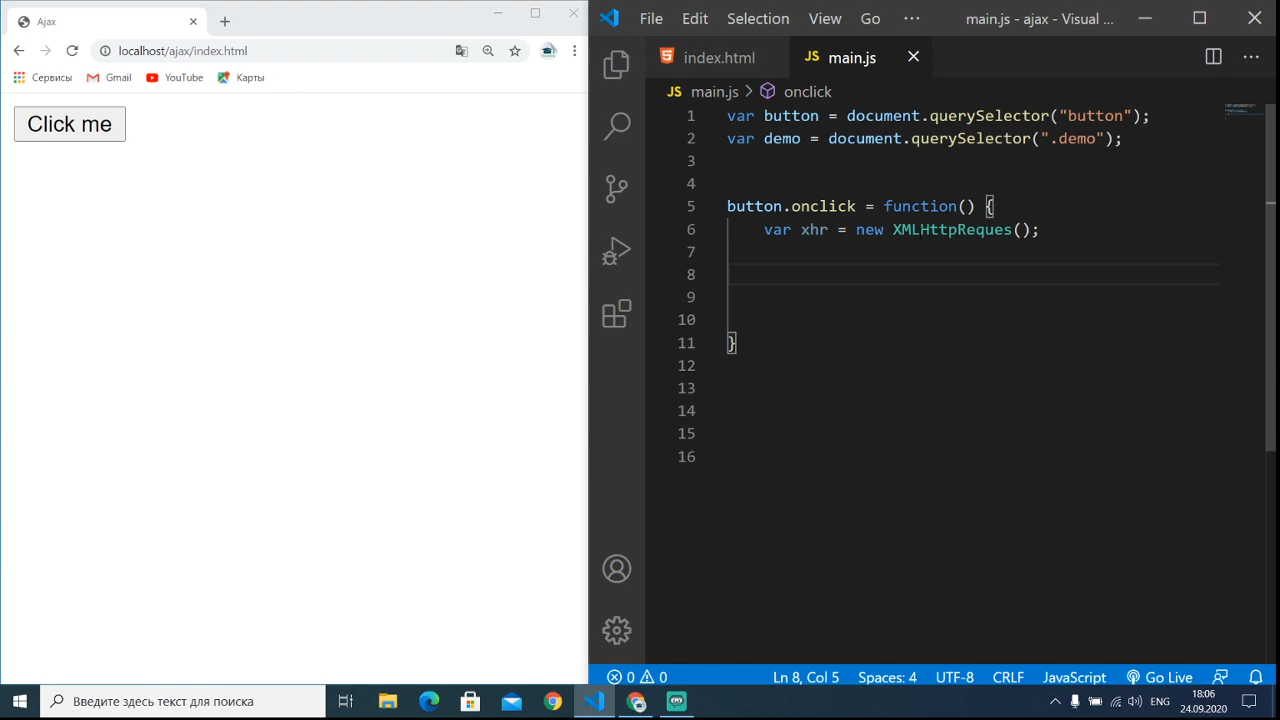 Ajax
localhost/ajax/index.html
Сервисы Gmail YouTube Карты
Click me
File Edit Selection View Go ··· main.js - ajax - Visual ...
index.html JS main.js
JS main.js > onclick
1 var button = document.querySelector("button");
2 var demo = document.querySelector(".demo");
3
4
5 button.onclick = function() {
6 var xhr = new XMLHttpReques();
7
8
9
10
11 }
12
13
14
15
16
0 0 Ln 8, Col 5 Spaces: 4 UTF-8 CRLF JavaScript Go Live
Введите здесь текст для поиска
ENG
18:06
24.09.2020